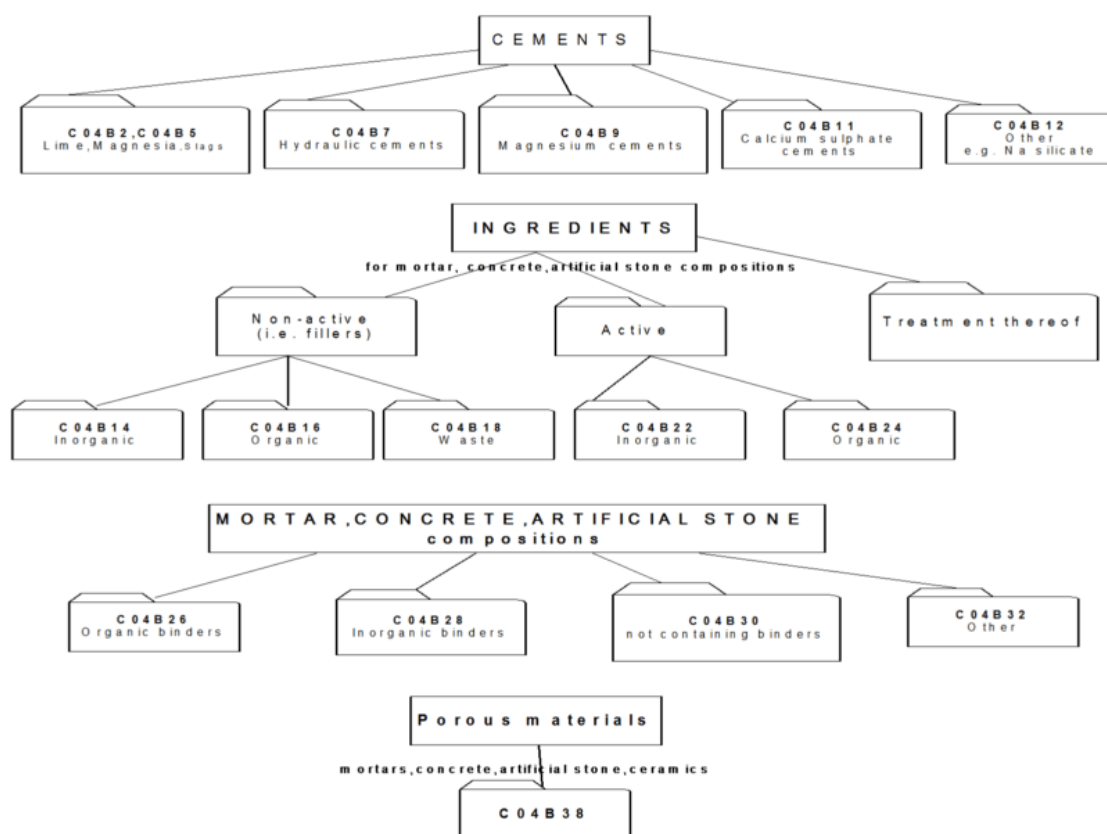 CEMENTS
C04B2,C04B5
Lime,Magnesia,Slags
C04B7
Hydraulic cements
C04B9
Magnesium cements
C04B11
Calcium sulphate
cements
C04B12
Other
e.g. Na silicate
INGREDIENTS
for mortar, concrete,artificial stone compositions
Non-active
(i.e. fillers)
Active
Treatment thereof
C04B14
Inorganic
C04B16
Organic
C04B18
Waste
C04B22
Inorganic
C04B24
Organic
MORTAR,CONCRETE,ARTIFICIAL STONE
compositions
C04B26
Organic binders
C04B28
Inorganic binders
C04B30
not containing binders
C04B32
Other
Porous materials
mortars,concrete,artificial stone,ceramics
C04B38